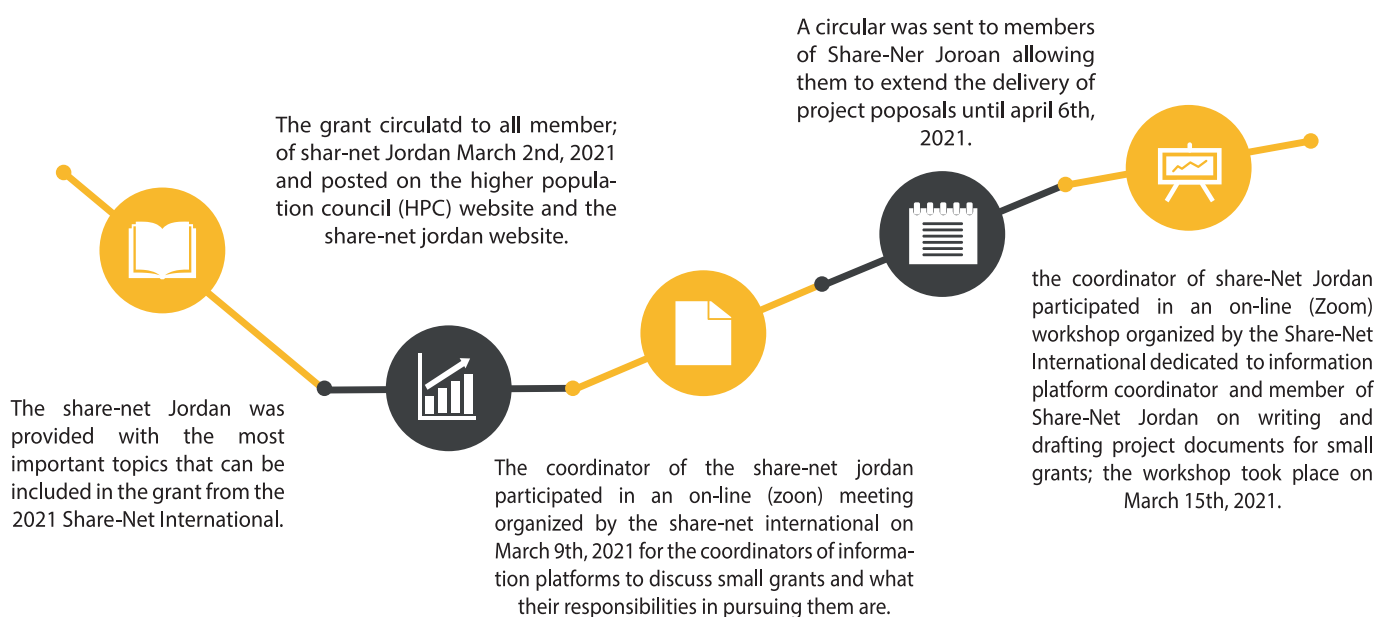 The share-net Jordan was
provided with the most
important topics that can be
included in the grant from the
2021 Share-Net International.
The grant circulatd to all member;
of shar-net Jordan March 2nd, 2021
and posted on the higher popula-
tion council (HPC) website and the
share-net jordan website.
The coordinator of the share-net jordan
participated in an on-line (zoon) meeting
organized by the share-net international on
March 9th, 2021 for the coordinators of informa-
tion platforms to discuss small grants and what
their responsibilities in pursuing them are.
A circular was sent to members
of Share-Ner Joroan allowing
them to extend the delivery of
project poposals until april 6th,
2021.
the coordinator of share-Net Jordan
participated in an on-line (Zoom)
workshop organized by the Share-Net
International dedicated to information
platform coordinator and member of
Share-Net Jordan on writing and
drafting project documents for small
grants; the workshop took place on
March 15th, 2021.